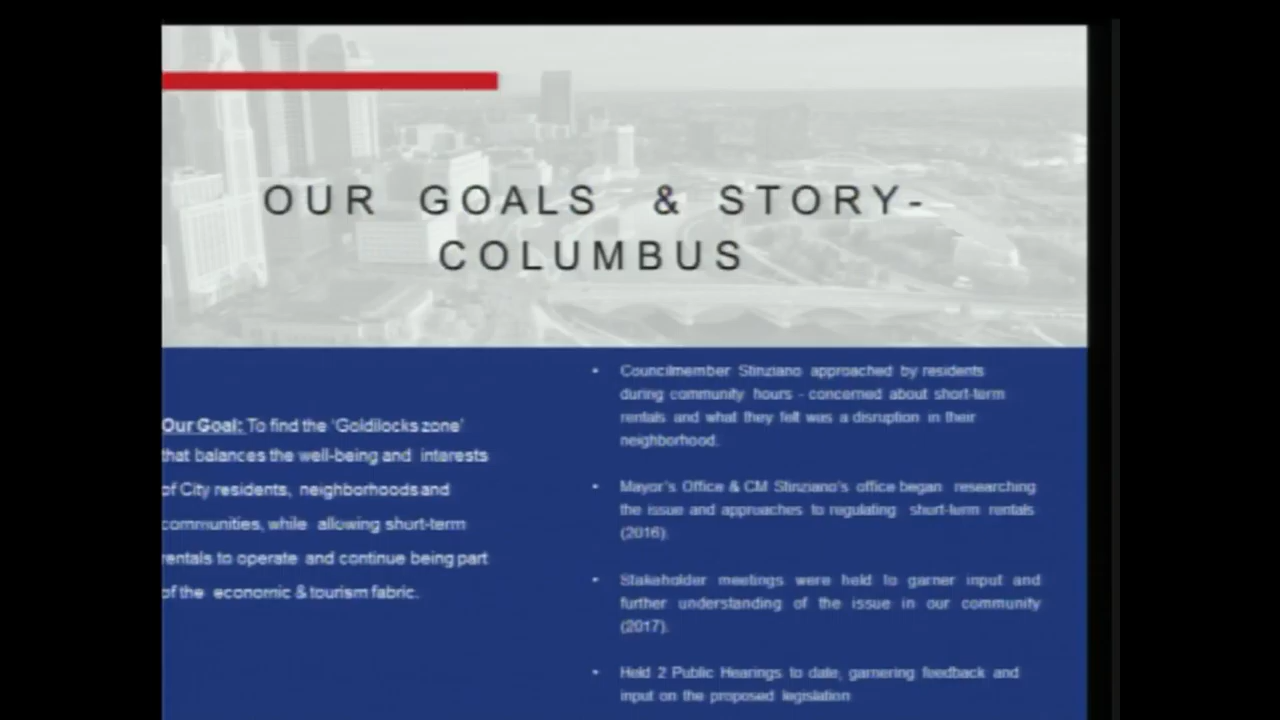 OUR GOALS & STORY-
COLUMBUS
Our Goal: To find the 'Goldilocks zone'
that balances the well-being and interests
of City residents, neighborhoods and
communities, while allowing short-term
rentals to operate and continue being part
of the economic & tourism fabric.
• Councilmember Stinziano approached by residents
during community hours - concerned about short-term
rentals and what they felt was a disruption in their
neighborhood.
• Mayor's Office & CM Stinziano's office began researching
the issue and approaches to regulating short-term rentals
(2016).
• Stakeholder meetings were held to garner input and
further understanding of the issue in our community
(2017).
• Held 2 Public Hearings to date, garnering feedback and
input on the proposed legislation